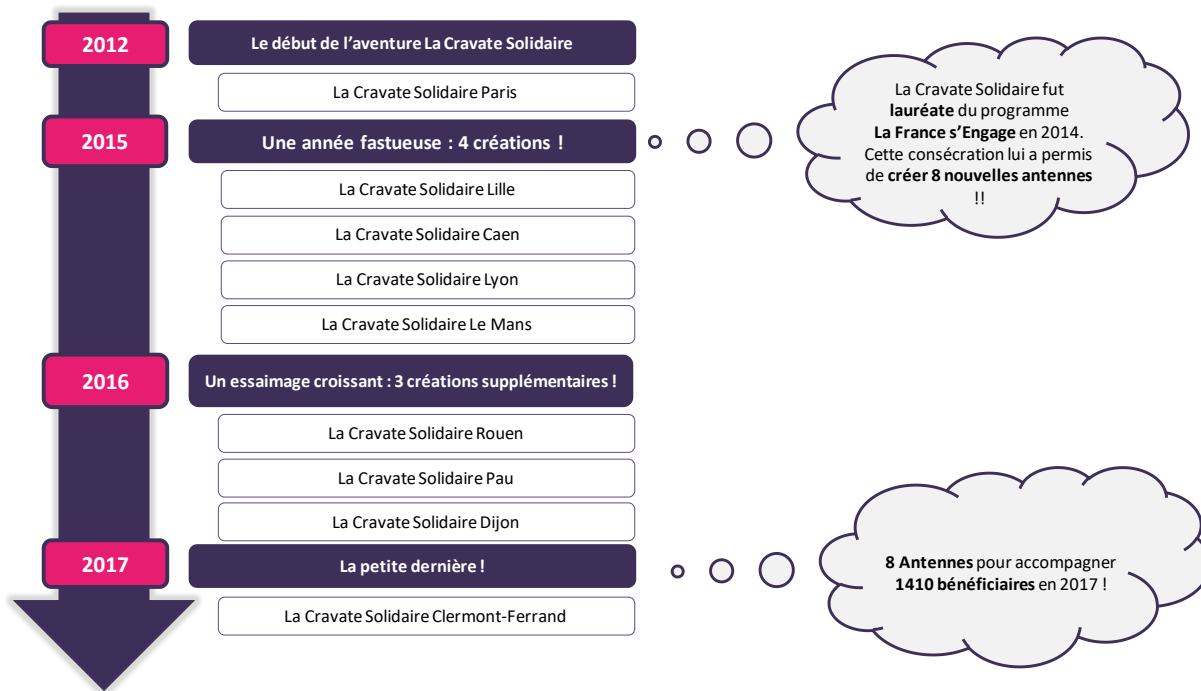 2012
Le début de l'aventure La Cravate Solidaire
La Cravate Solidaire Paris
2015
Une année fastueuse : 4 créations !
La Cravate Solidaire Lille
La Cravate Solidaire Caen
La Cravate Solidaire Lyon
La Cravate Solidaire Le Mans
La Cravate Solidaire fut
lauréate du programme
La France s'Engage en 2014.
Cette consécration lui a permis
de créer 8 nouvelles antennes
!!
2016
Un essaimage croissant : 3 créations supplémentaires !
La Cravate Solidaire Rouen
La Cravate Solidaire Pau
La Cravate Solidaire Dijon
2017
La petite dernière !
La Cravate Solidaire Clermont-Ferrand
8 Antennes pour accompagner
1410 bénéficiaires en 2017 !